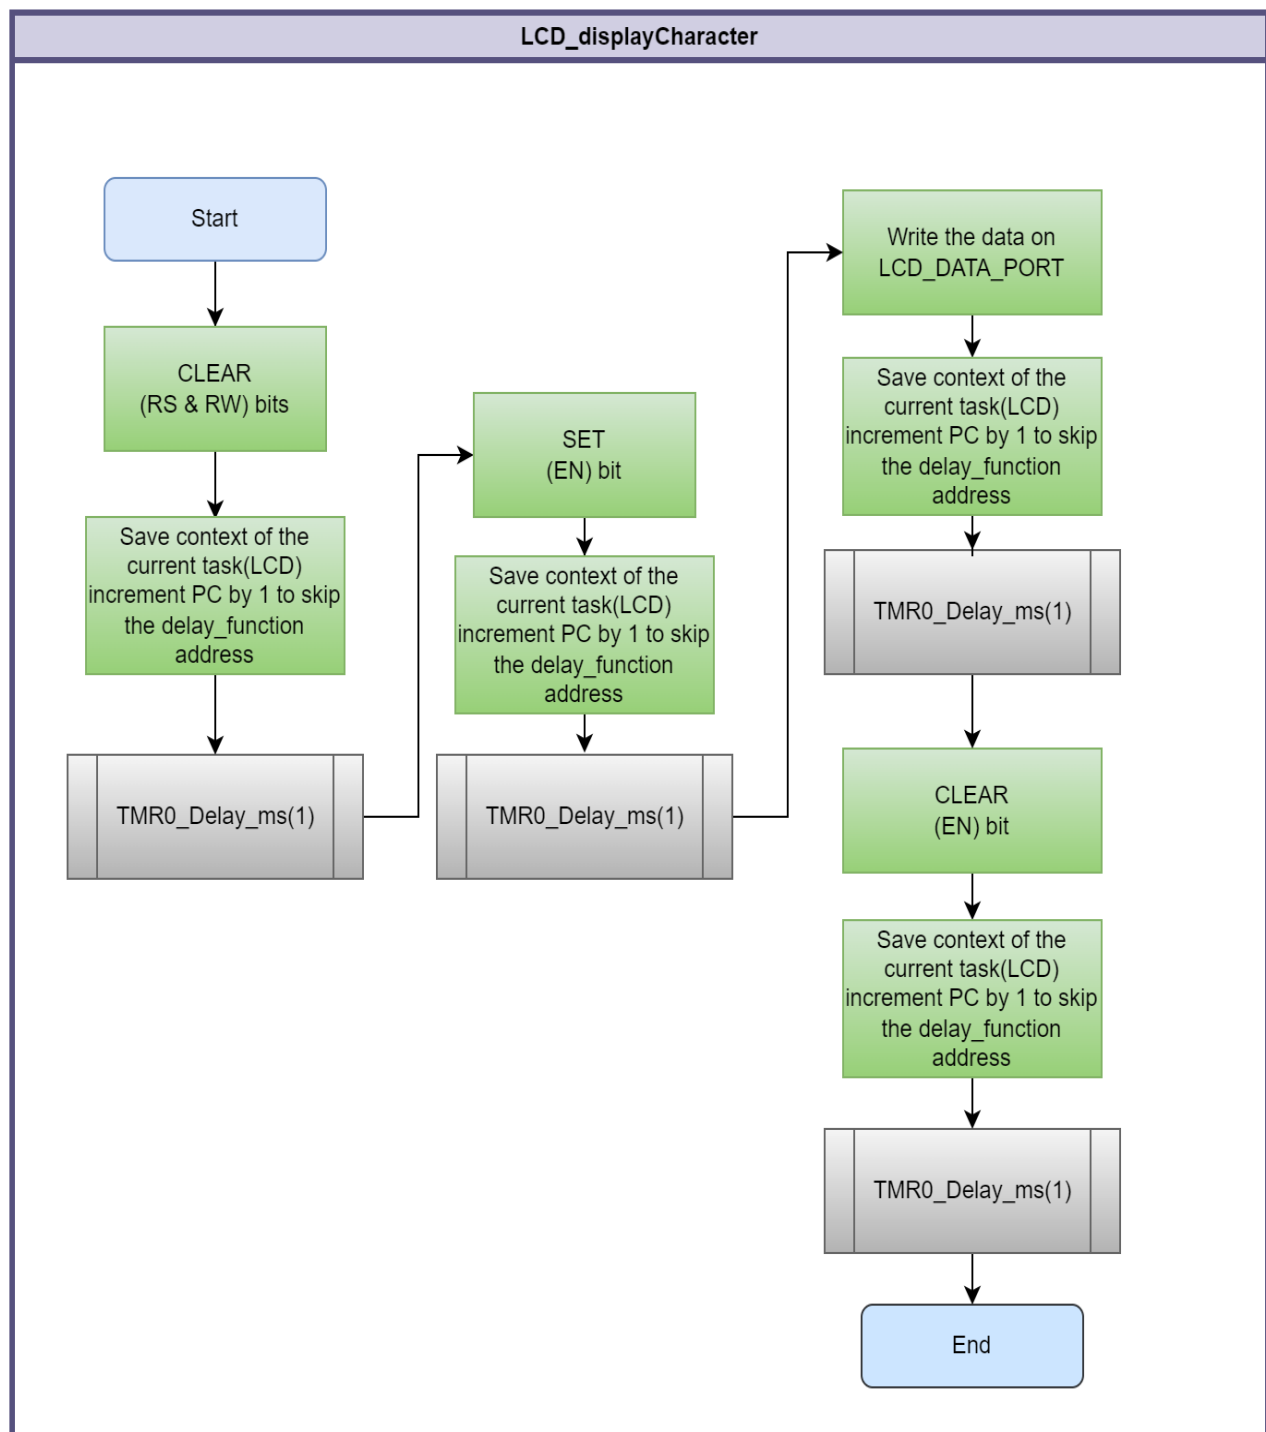 LCD_displayCharacter
Start
CLEAR
(RS & RW) bits
Save context of the
current task(LCD)
increment PC by 1 to skip
the delay_function
address
TMR0_Delay_ms(1)
SET
(EN) bit
Save context of the
current task(LCD)
increment PC by 1 to skip
the delay_function
address
TMR0_Delay_ms(1)
Write the data on
LCD_DATA_PORT
Save context of the
current task(LCD)
increment PC by 1 to skip
the delay_function
address
TMR0_Delay_ms(1)
CLEAR
(EN) bit
Save context of the
current task(LCD)
increment PC by 1 to skip
the delay_function
address
TMR0_Delay_ms(1)
End